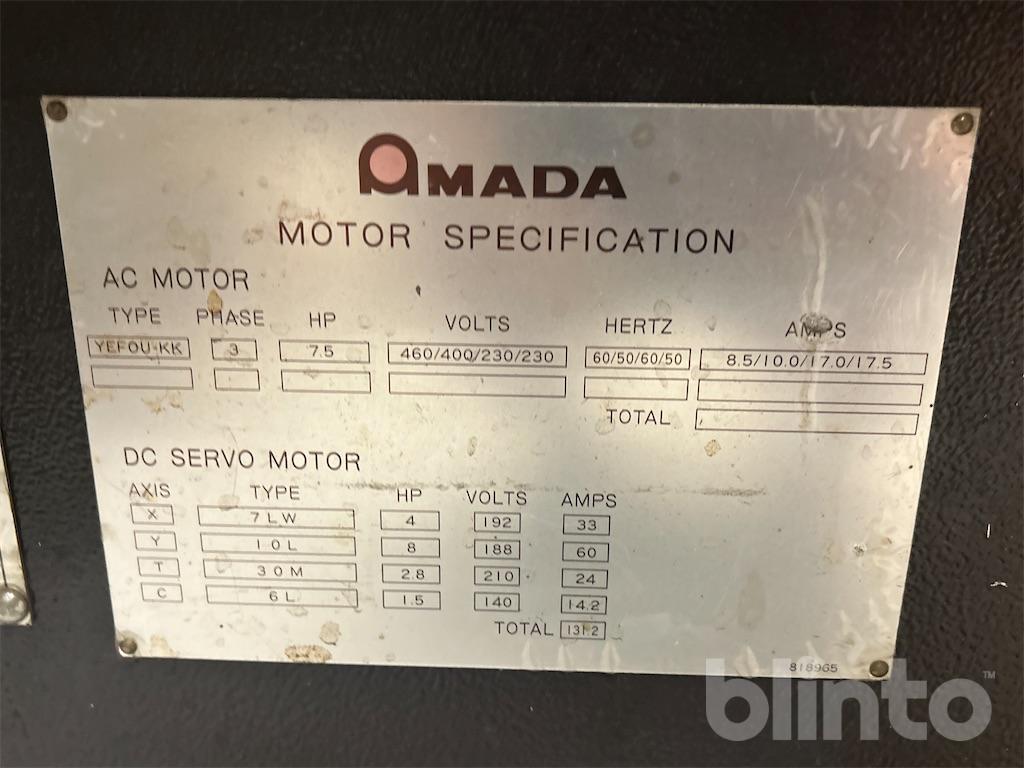 AMADA
MOTOR SPECIFICATION
AC MOTOR
TYPE PHASE HP VOLTS HERTZ AMPS
YEFOU-KK 3 7.5 460/400/230/230 60/50/60/50 8.5/10.0/17.0/17.5
TOTAL
DC SERVO MOTOR
AXIS TYPE HP VOLTS AMPS
X 7LW 4 192 33
Y 10L 8 188 60
T 30M 2.8 210 24
C 6L 1.5 140 14.2
TOTAL 131.2
818965
blinto™